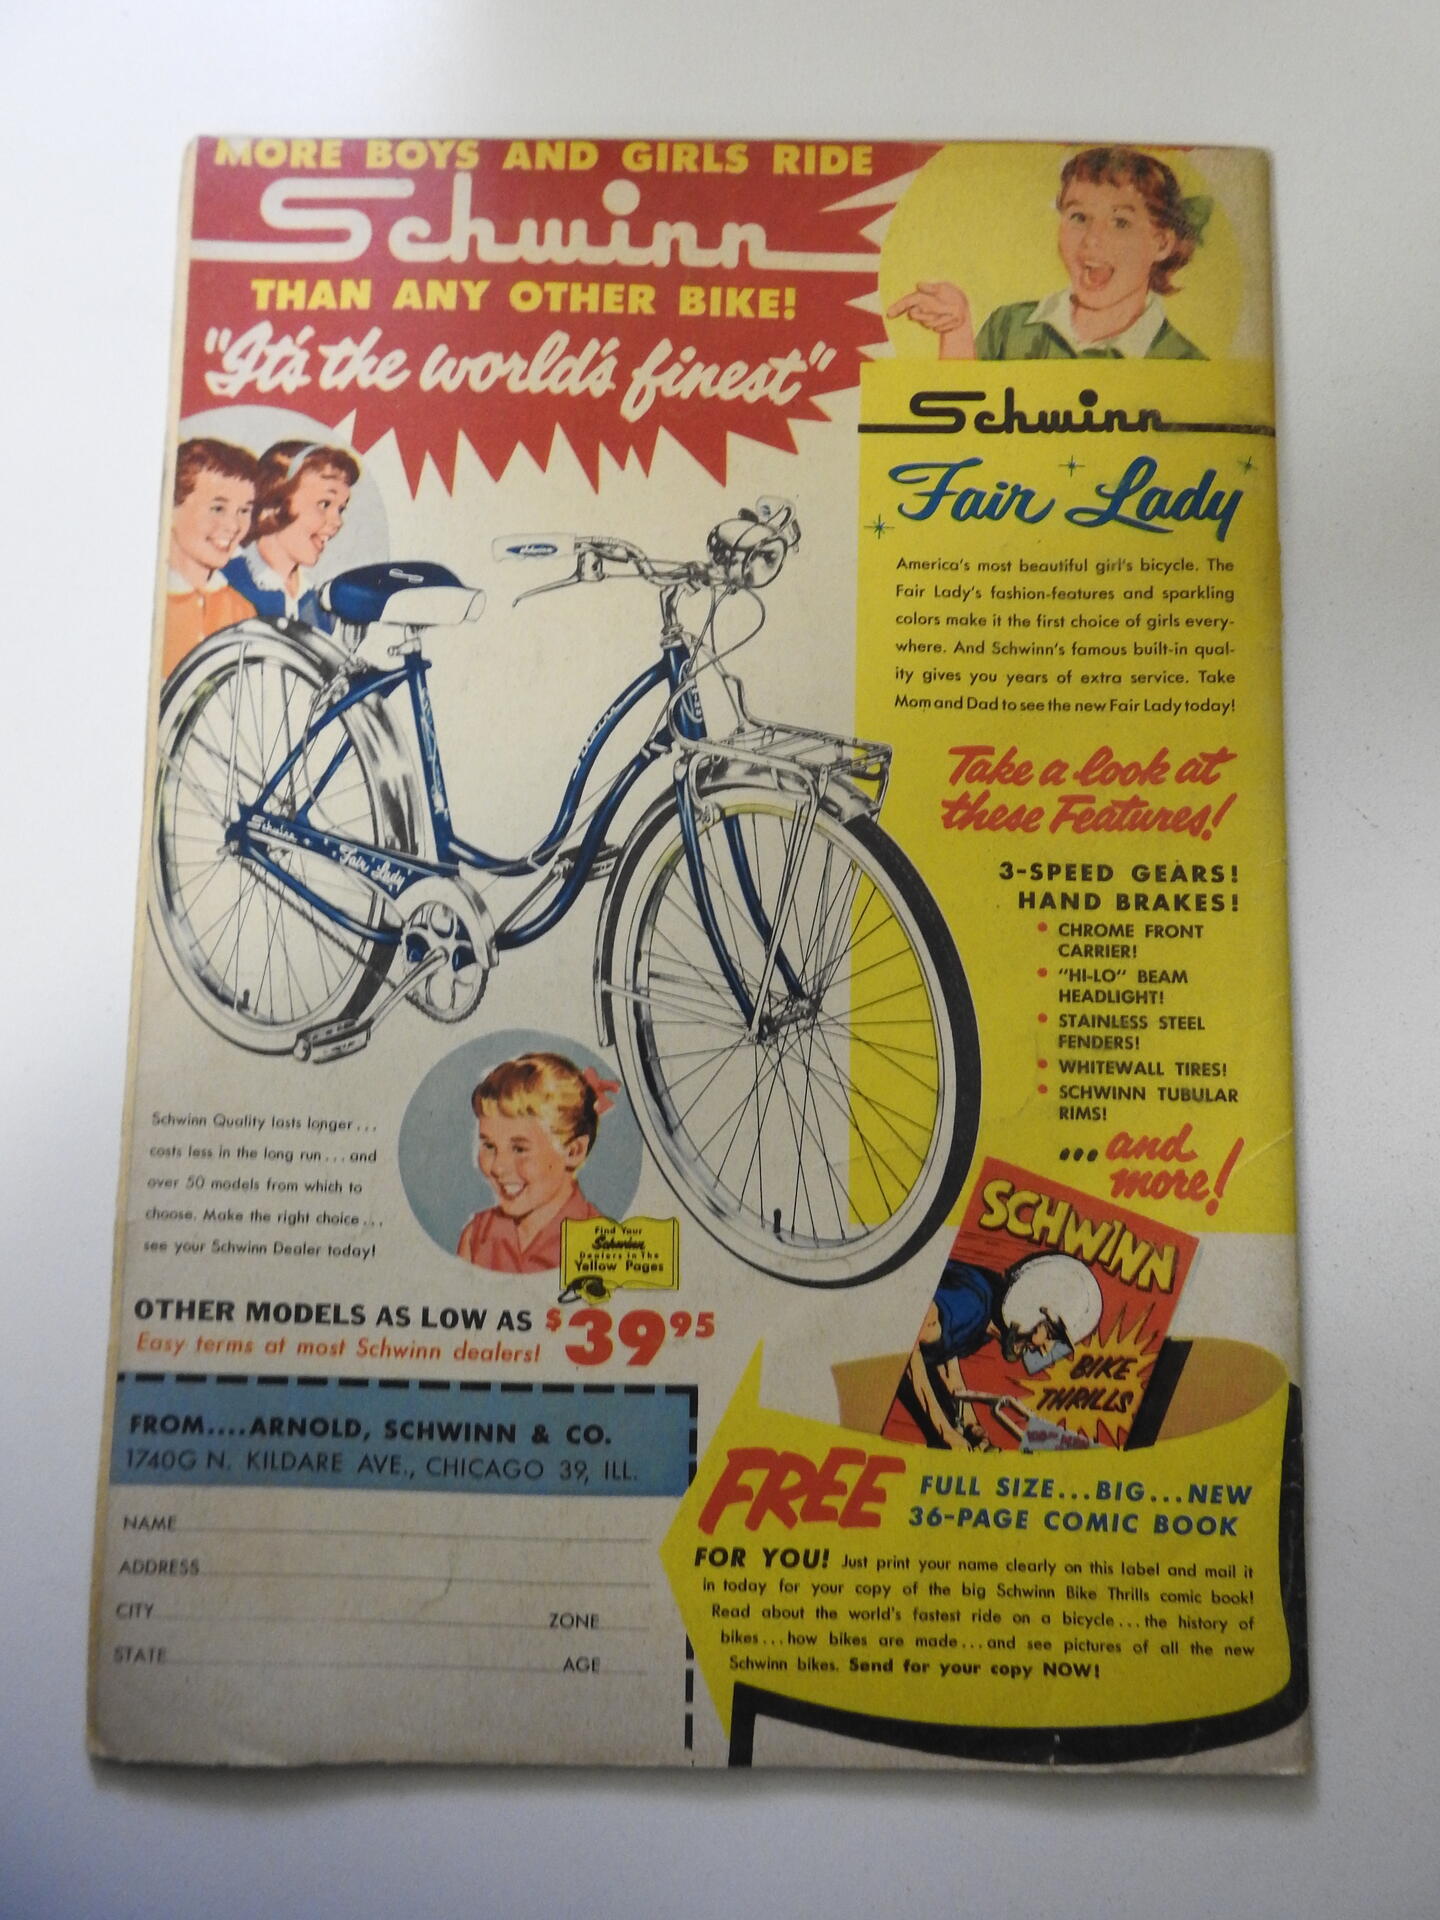 MORE BOYS AND GIRLS RIDE
Schwinn
THAN ANY OTHER BIKE!
"It's the world's finest"
Schwinn
Fair Lady
America's most beautiful girl's bicycle. The
Fair Lady's fashion-features and sparkling
colors make it the first choice of girls every-
where. And Schwinn's famous built-in qual-
ity gives you years of extra service. Take
Mom and Dad to see the new Fair Lady today!
Take a look at
these Features!
3-SPEED GEARS!
HAND BRAKES!
• CHROME FRONT
CARRIER!
• "HI-LO" BEAM
HEADLIGHT!
• STAINLESS STEEL
FENDERS!
• WHITEWALL TIRES!
• SCHWINN TUBULAR
RIMS!
...and
more!
Schwinn
Schwinn
Fair Lady
Schwinn Quality lasts longer...
costs less in the long run...and
over 50 models from which to
choose. Make the right choice...
see your Schwinn Dealer today!
Find Your
Schwinn
Dealers in The
Yellow Pages
OTHER MODELS AS LOW AS $39.95
Easy terms at most Schwinn dealers!
SCHWINN
BIKE
THRILLS
FROM....ARNOLD, SCHWINN & CO.
1740G N. KILDARE AVE., CHICAGO 39, ILL.
NAME
ADDRESS
CITY ZONE
STATE AGE
FREE FULL SIZE...BIG...NEW
36-PAGE COMIC BOOK
FOR YOU! Just print your name clearly on this label and mail it
in today for your copy of the big Schwinn Bike Thrills comic book!
Read about the world's fastest ride on a bicycle...the history of
bikes...how bikes are made...and see pictures of all the new
Schwinn bikes. Send for your copy NOW!